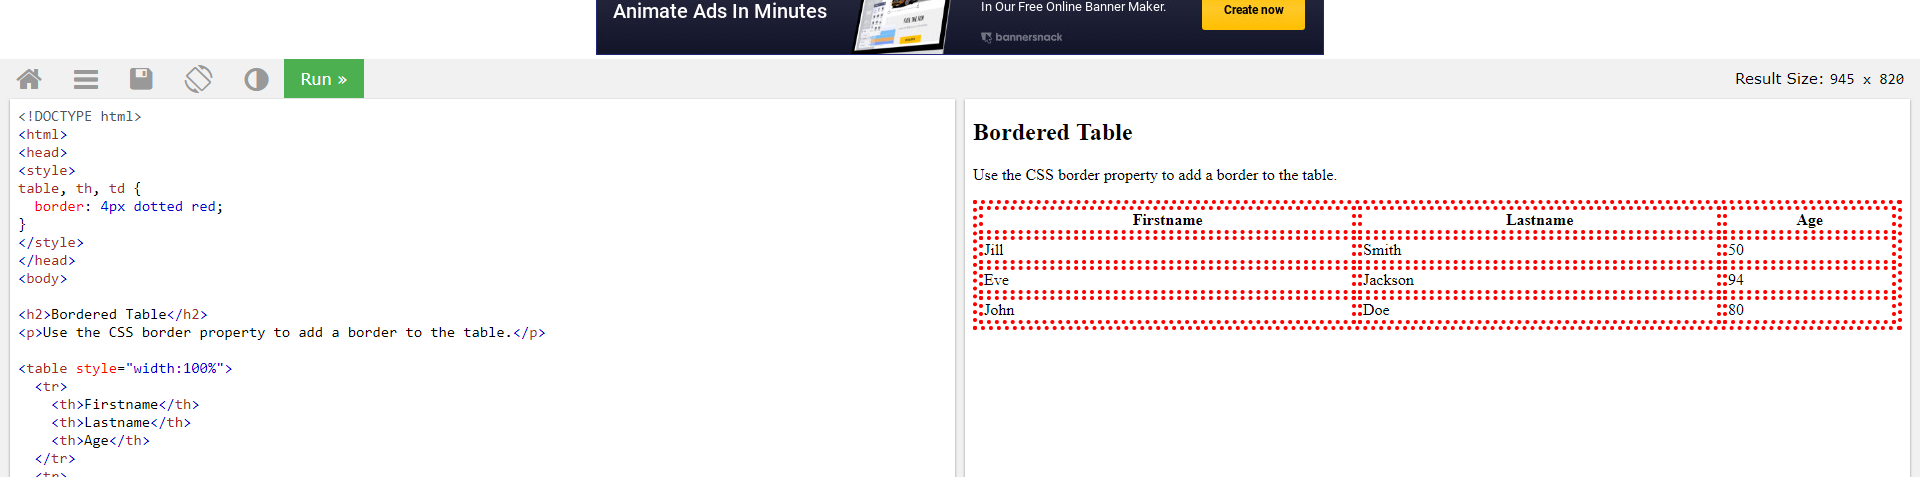 Animate Ads In Minutes
In Our Free Online Banner Maker.
Create now
bannersnack
Run »
Result Size: 945 x 820
<!DOCTYPE html>
<html>
<head>
<style>
table, th, td {
  border: 4px dotted red;
}
</style>
</head>
<body>
<h2>Bordered Table</h2>
<p>Use the CSS border property to add a border to the table.</p>
<table style="width:100%">
  <tr>
    <th>Firstname</th>
    <th>Lastname</th>
    <th>Age</th>
  </tr>
  <tr>
Bordered Table
Use the CSS border property to add a border to the table.
Firstname Lastname Age
Jill Smith 50
Eve Jackson 94
John Doe 80